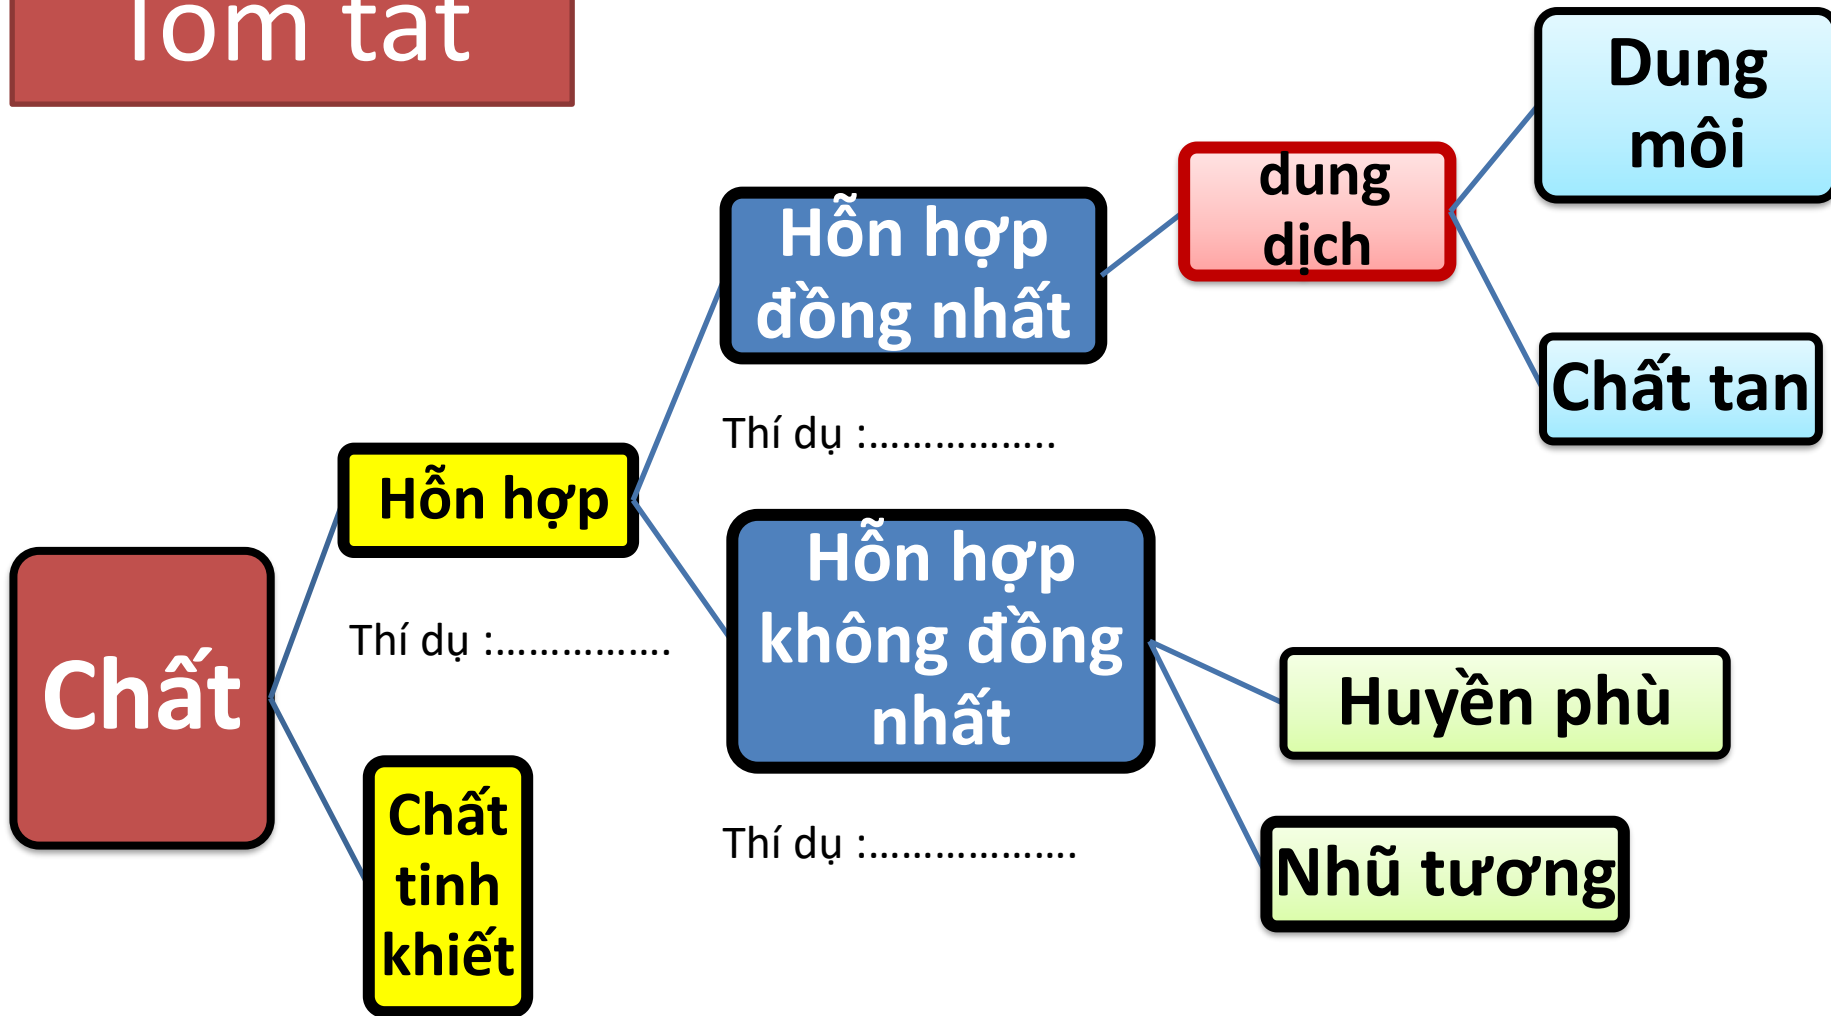 Tóm tắt
Dung
môi
dung
dịch
Hỗn hợp
đồng nhất
Chất tan
Thí dụ :……………..
Hỗn hợp
Hỗn hợp
không đồng
nhất
Thí dụ :…………….
Chất
Huyền phù
Chất
tinh
khiết
Thí dụ :……………….
Nhũ tương